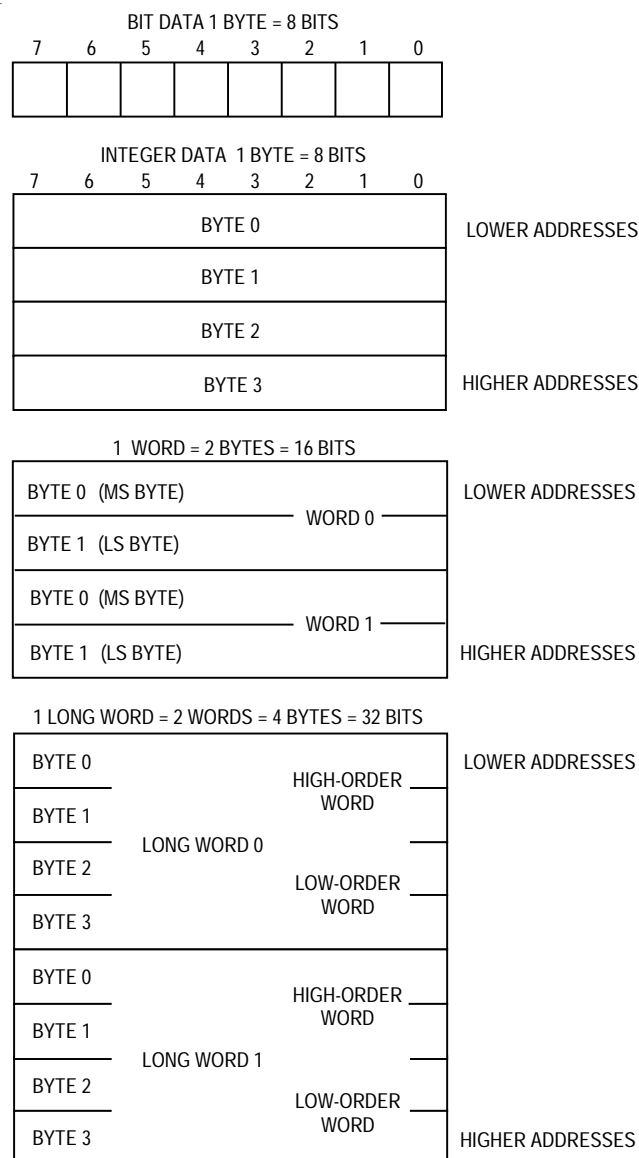 BIT DATA 1 BYTE = 8 BITS
7 6 5 4 3 2 1 0
INTEGER DATA 1 BYTE = 8 BITS
7 6 5 4 3 2 1 0
BYTE 0 LOWER ADDRESSES
BYTE 1
BYTE 2
BYTE 3 HIGHER ADDRESSES
1 WORD = 2 BYTES = 16 BITS
BYTE 0 (MS BYTE) LOWER ADDRESSES
WORD 0
BYTE 1 (LS BYTE)
BYTE 0 (MS BYTE)
WORD 1
BYTE 1 (LS BYTE) HIGHER ADDRESSES
1 LONG WORD = 2 WORDS = 4 BYTES = 32 BITS
BYTE 0 LOWER ADDRESSES
HIGH-ORDER
WORD
BYTE 1
LONG WORD 0
BYTE 2
LOW-ORDER
WORD
BYTE 3
BYTE 0
HIGH-ORDER
WORD
BYTE 1
LONG WORD 1
BYTE 2
LOW-ORDER
WORD
BYTE 3 HIGHER ADDRESSES